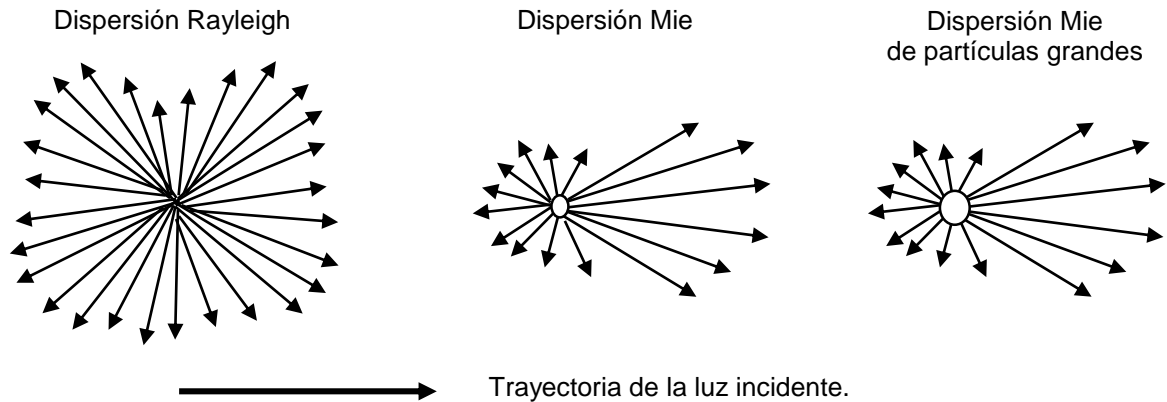 Dispersión Rayleigh
Dispersión Mie
Dispersión Mie
de partículas grandes
Trayectoria de la luz incidente.